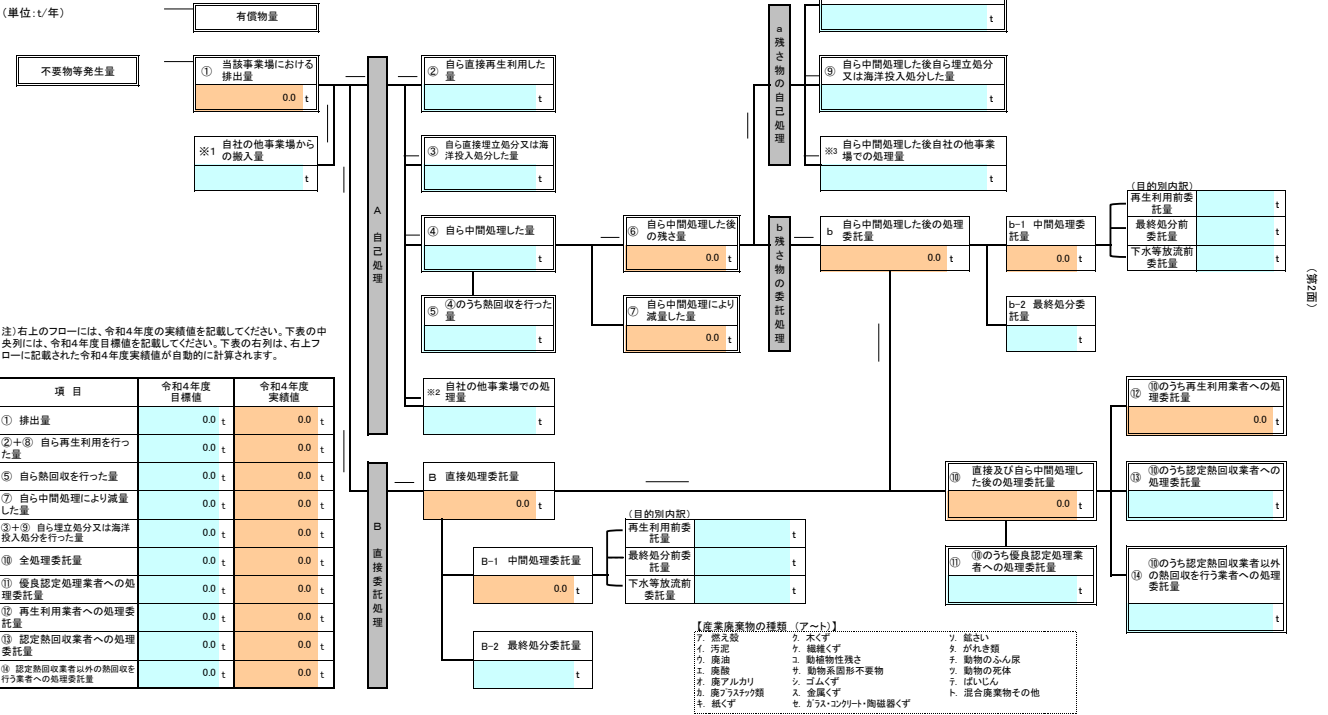 (単位:t/年)
有償物量
t
不要物等発生量
① 当該事業場における
排出量
0.0 t
※1 自社の他事業場から
の搬入量
t
A 自己処理
② 自ら直接再生利用した
量
t
③ 自ら直接埋立処分又は海
洋投入処分した量
t
④ 自ら中間処理した量
t
⑤ ④のうち熱回収を行った
量
t
※2 自社の他事業場での処
理量
t
⑥ 自ら中間処理した後
の残さ量
0.0 t
⑦ 自ら中間処理により
減量した量
0.0 t
a 残さ物の自己処理
⑨ 自ら中間処理した後自ら埋立処分
又は海洋投入処分した量
t
※3 自ら中間処理した後自社の他事業
場での処理量
t
b 残さ物の委託処理
b 自ら中間処理した後の処理
委託量
0.0 t
b-1 中間処理委
託量
0.0 t
b-2 最終処分委
託量
t
(目的別内訳)
再生利用前委
託量 t
最終処分前
委託量 t
下水等放流前
委託量 t
(第2面)
注)右上のフローには、令和4年度の実績値を記載してください。下表の中
央列には、令和4年度目標値を記載してください。下表の右列は、右上フ
ローに記載された令和4年度実績値が自動的に計算されます。
項 目 令和4年度 令和4年度
目標値 実績値
① 排出量 0.0 t 0.0 t
②+⑧ 自ら再生利用を行っ
た量 0.0 t 0.0 t
⑤ 自ら熱回収を行った量 0.0 t 0.0 t
⑦ 自ら中間処理により減量
した量 0.0 t 0.0 t
③+⑨ 自ら埋立処分又は海洋
投入処分を行った量 0.0 t 0.0 t
⑩ 全処理委託量 0.0 t 0.0 t
⑪ 優良認定処理業者への処
理委託量 0.0 t 0.0 t
⑫ 再生利用業者への処理委
託量 0.0 t 0.0 t
⑬ 認定熱回収業者への処理
委託量 0.0 t 0.0 t
⑭ 認定熱回収業者以外の熱回収を
行う業者への処理委託量 0.0 t 0.0 t
B 直接委託処理
B 直接処理委託量
0.0 t
B-1 中間処理委託量
0.0 t
B-2 最終処分委託量
t
(目的別内訳)
再生利用前委
託量 t
最終処分前委
託量 t
下水等放流前
委託量 t
⑩ 直接及び自ら中間処理し
た後の処理委託量
0.0 t
⑪ ⑩のうち優良認定処理業
者への処理委託量
t
⑫ ⑩のうち再生利用業者への処
理委託量
0.0 t
⑬ ⑩のうち認定熱回収業者への
処理委託量
t
⑭ ⑩のうち認定熱回収業者以外
の熱回収を行う業者への処理
委託量
t
【産業廃棄物の種類 (ア~ト)】
ア. 燃え殻 ク. 木くず ソ. 鉱さい
イ. 汚泥 ケ. 繊維くず タ. がれき類
ウ. 廃油 コ. 動植物性残さ チ. 動物のふん尿
エ. 廃酸 サ. 動物系固形不要物 ツ. 動物の死体
オ. 廃アルカリ シ. ゴムくず テ. ばいじん
カ. 廃プラスチック類 ス. 金属くず ト. 混合廃棄物その他
キ. 紙くず セ. ガラス・コンクリート・陶磁器くず